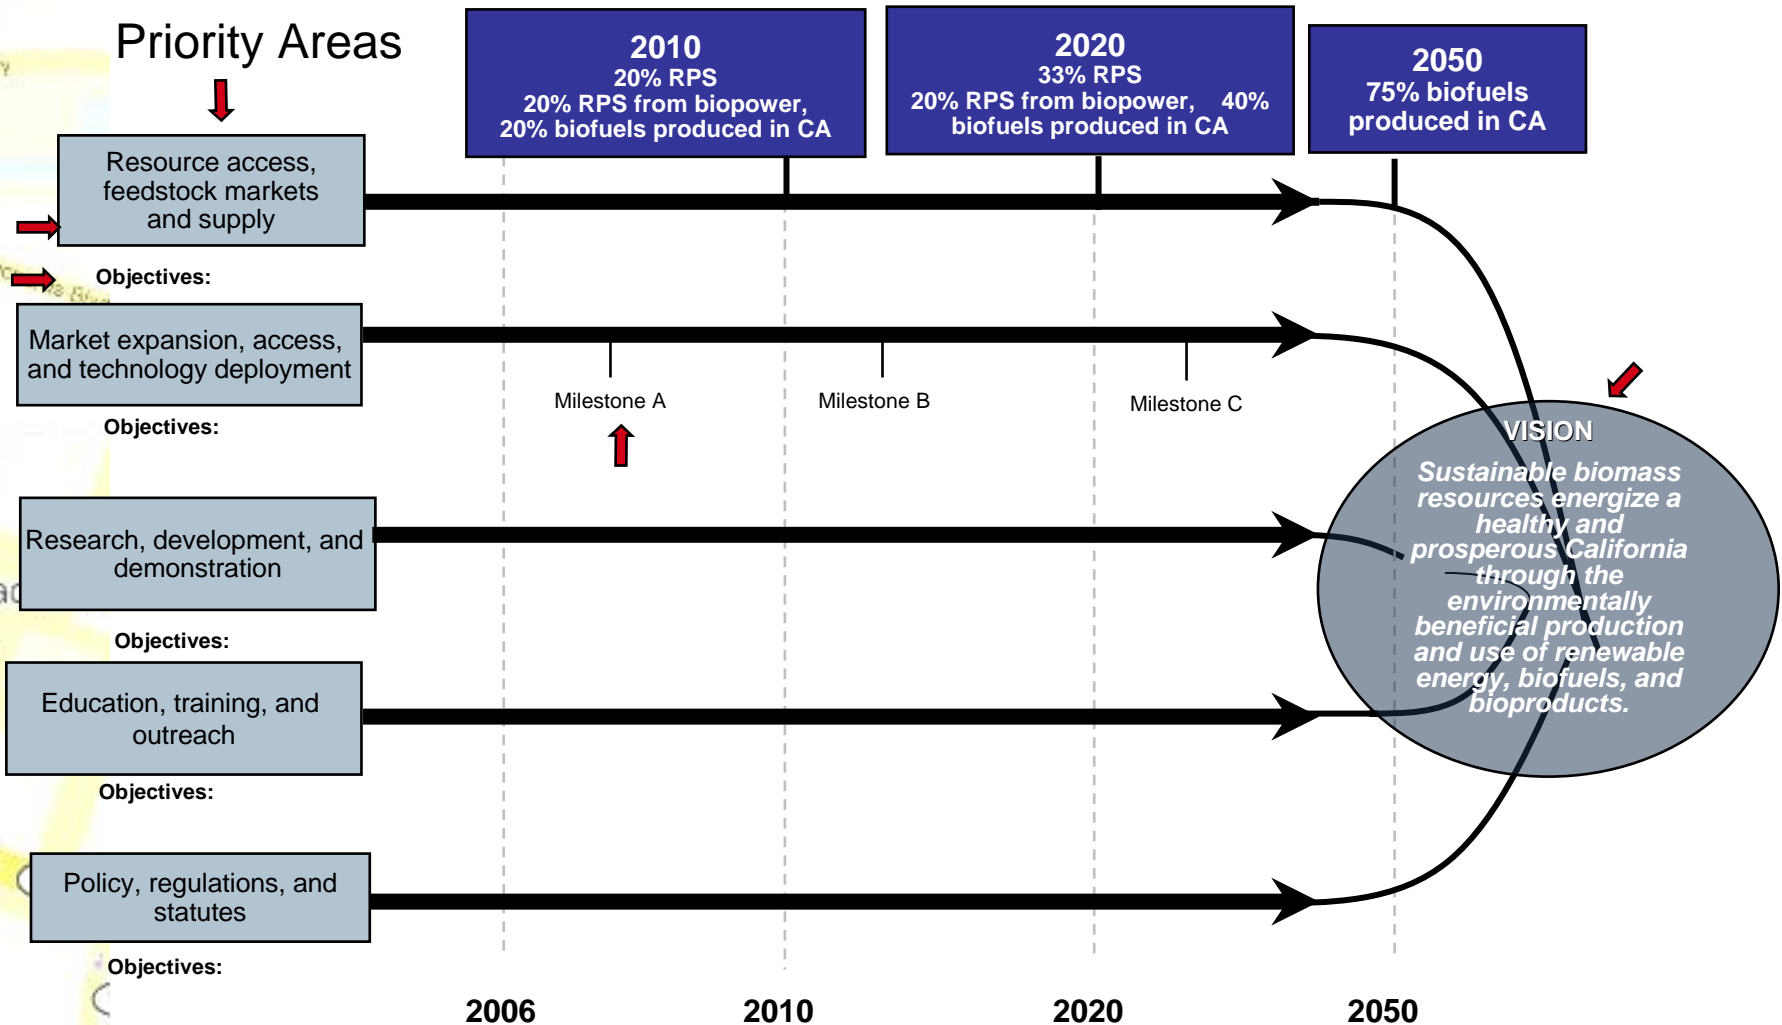 Priority Areas
2010
20% RPS
20% RPS from biopower,
20% biofuels produced in CA
2020
33% RPS
20% RPS from biopower, 40%
biofuels produced in CA
2050
75% biofuels
produced in CA
Resource access,
feedstock markets
and supply
Objectives:
Market expansion, access,
and technology deployment
Objectives:
Milestone A
Milestone B
Milestone C
Research, development, and
demonstration
Objectives:
Education, training, and
outreach
Objectives:
Policy, regulations, and
statutes
Objectives:
VISION
Sustainable biomass
resources energize a
healthy and
prosperous California
through the
environmentally
beneficial production
and use of renewable
energy, biofuels, and
bioproducts.
2006
2010
2020
2050